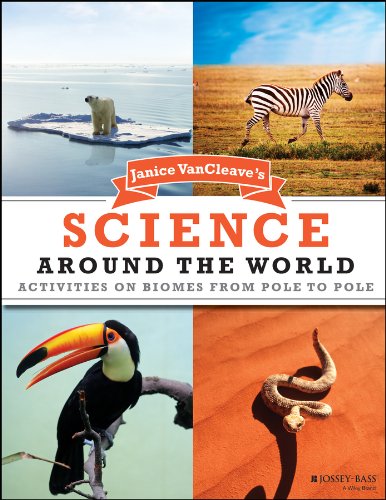 Janice VanCleave's
SCIENCE
AROUND THE WORLD
ACTIVITIES ON BIOMES FROM POLE TO POLE
JOSSEY-BASS
A Wiley Brand